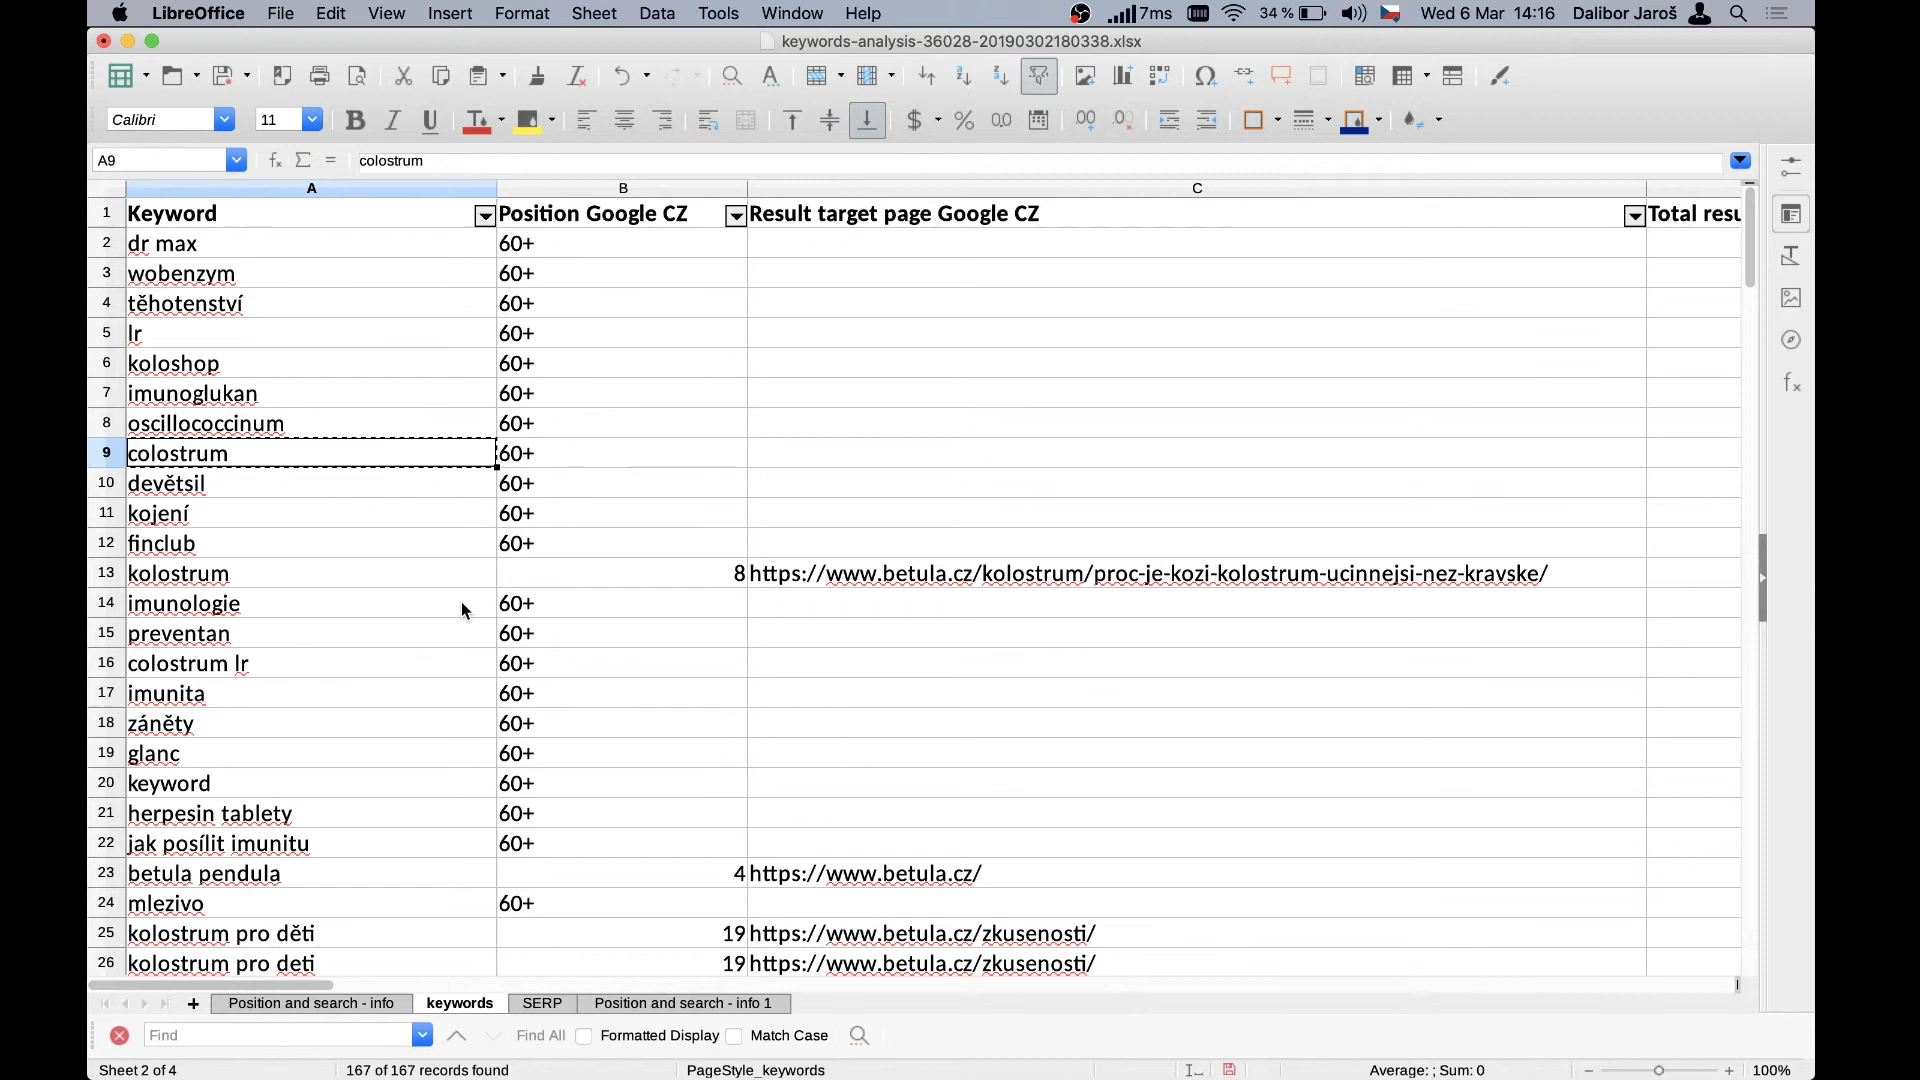 LibreOffice File Edit View Insert Format Sheet Data Tools Window Help 7ms 34 % Wed 6 Mar 14:16 Dalibor Jaroš
keywords-analysis-36028-20190302180338.xlsx
Calibri 11
A9 colostrum
A B C
1 Keyword Position Google CZ Result target page Google CZ Total resu
2 dr max 60+
3 wobenzym 60+
4 těhotenství 60+
5 lr 60+
6 koloshop 60+
7 imunoglukan 60+
8 oscillococcinum 60+
9 colostrum 60+
10 devětsil 60+
11 kojení 60+
12 finclub 60+
13 kolostrum 8 https://www.betula.cz/kolostrum/proc-je-kozi-kolostrum-ucinnejsi-nez-kravske/
14 imunologie 60+
15 preventan 60+
16 colostrum lr 60+
17 imunita 60+
18 záněty 60+
19 glanc 60+
20 keyword 60+
21 herpesin tablety 60+
22 jak posílit imunitu 60+
23 betula pendula 4 https://www.betula.cz/
24 mlezivo 60+
25 kolostrum pro děti 19 https://www.betula.cz/zkusenosti/
26 kolostrum pro deti 19 https://www.betula.cz/zkusenosti/
Position and search - info keywords SERP Position and search - info 1
Find Find All Formatted Display Match Case
Sheet 2 of 4 167 of 167 records found PageStyle_keywords Average: ; Sum: 0 100%